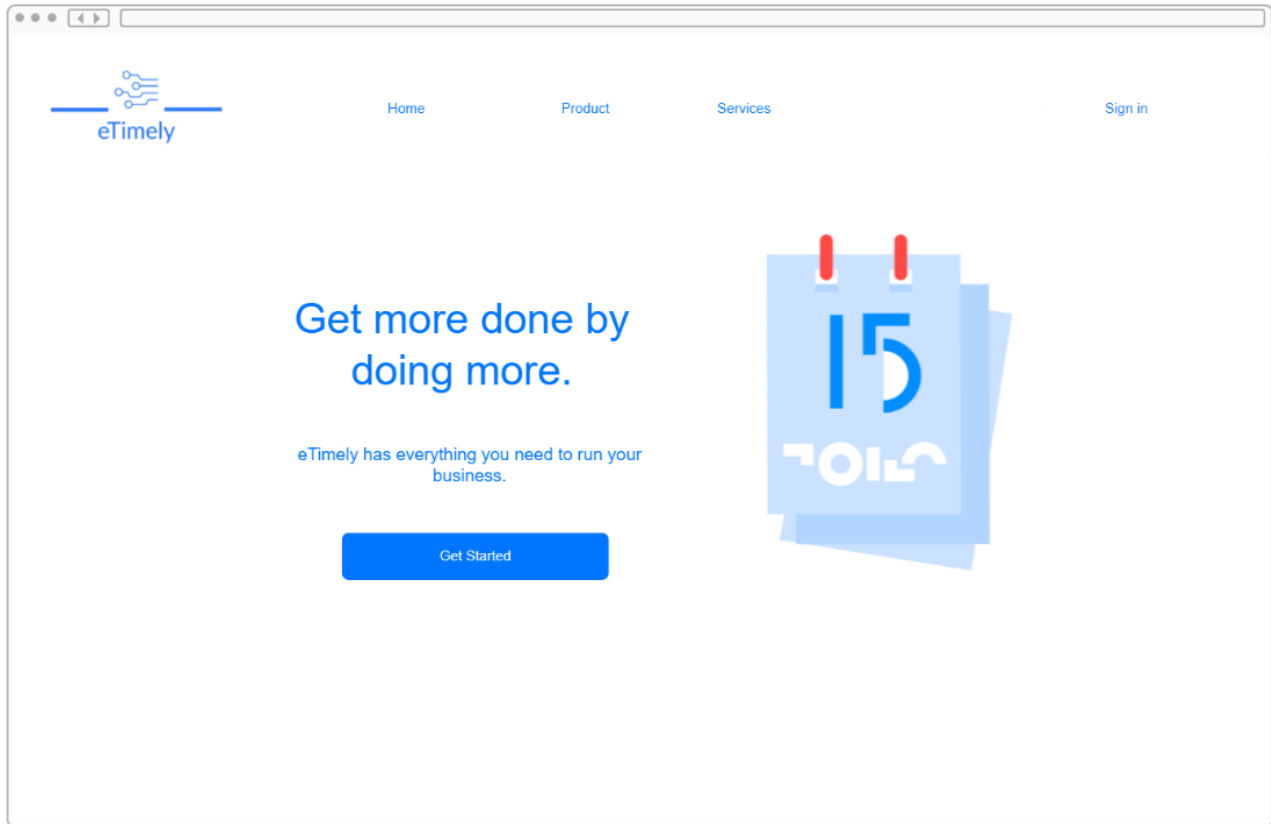 eTimely
Home
Product
Services
Sign in
Get more done by
doing more.
eTimely has everything you need to run your
business.
Get Started
15